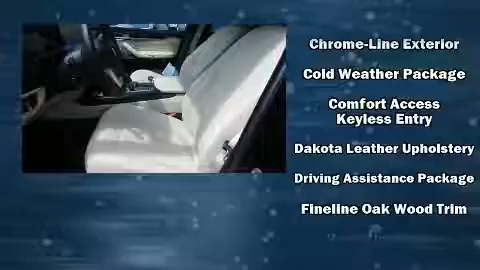 Chrome-Line Exterior
Cold Weather Package
Comfort Access
Keyless Entry
Dakota Leather Upholstery
Driving Assistance Package
Fineline Oak Wood Trim